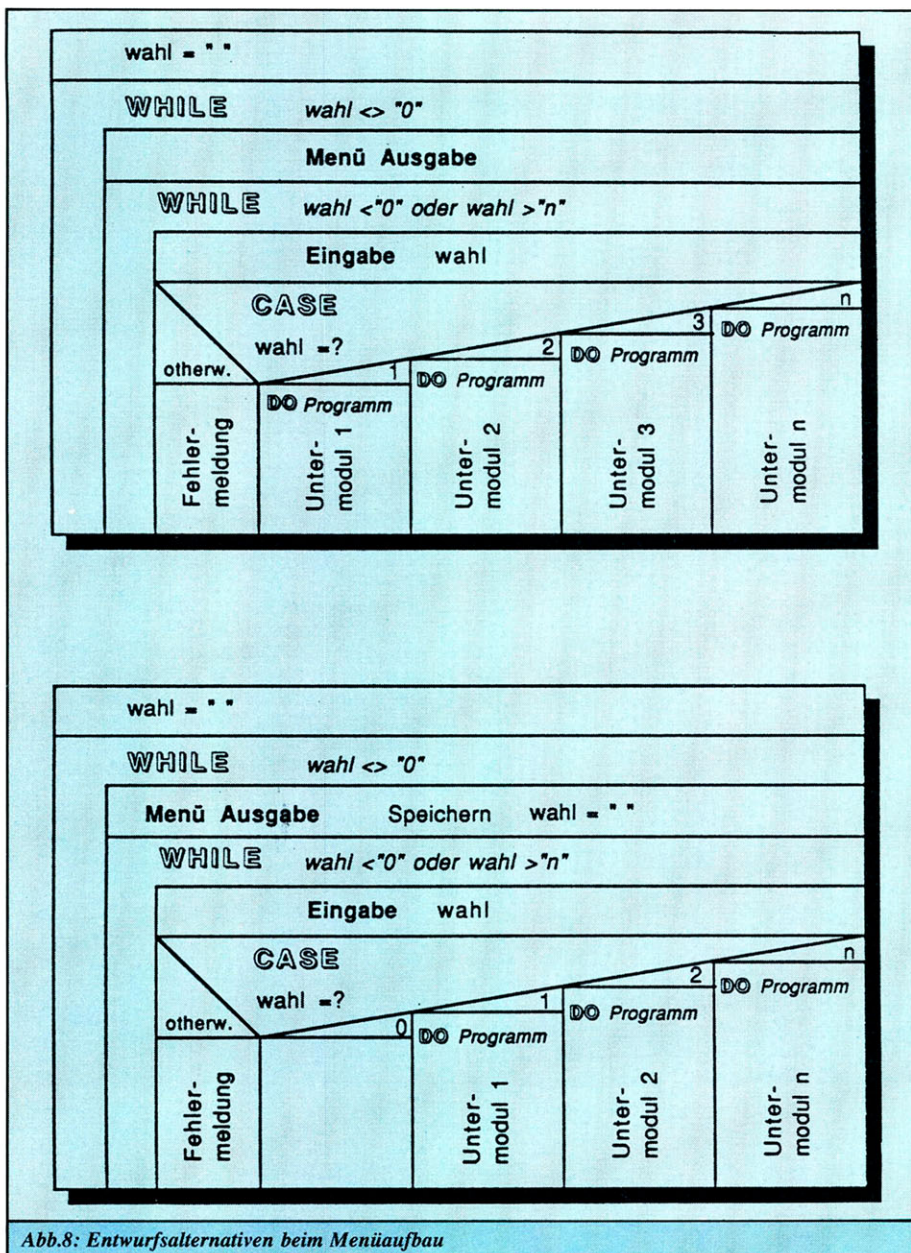 wahl = " "
WHILE wahl <> "0"
Menü Ausgabe
WHILE wahl <"0" oder wahl >"n"
Eingabe wahl
CASE
wahl =?
otherw. 1 2 3 n
DO Programm DO Programm DO Programm DO Programm
Fehler-
meldung
Unter-
modul 1
Unter-
modul 2
Unter-
modul 3
Unter-
modul n
wahl = " "
WHILE wahl <> "0"
Menü Ausgabe Speichern wahl = " "
WHILE wahl <"0" oder wahl >"n"
Eingabe wahl
CASE
wahl =?
otherw. 0 1 2 n
DO Programm DO Programm DO Programm
Fehler-
meldung
Unter-
modul 1
Unter-
modul 2
Unter-
modul n
Abb.8: Entwurfsalternativen beim Menüaufbau